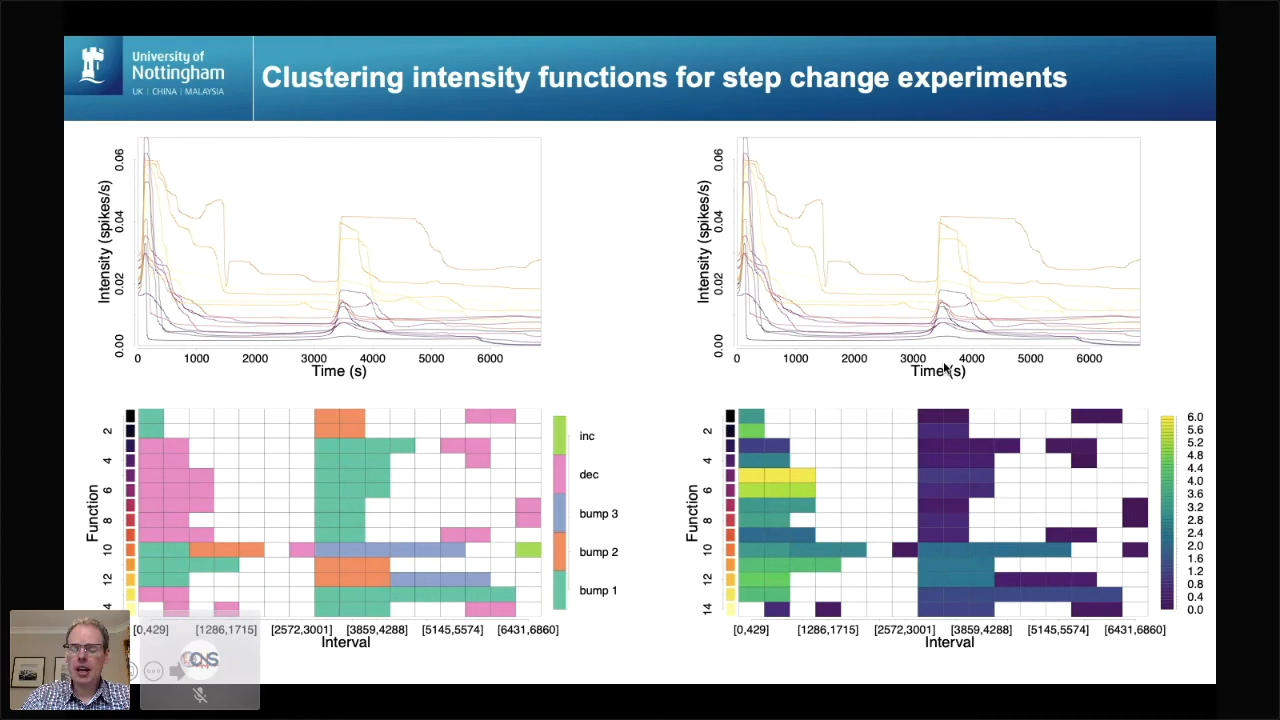 University of
Nottingham
UK | CHINA | MALAYSIA
Clustering intensity functions for step change experiments
Intensity (spikes/s)
0.06
0.04
0.02
0.00
0 1000 2000 3000 4000 5000 6000
Time (s)
Intensity (spikes/s)
0.06
0.04
0.02
0.00
0 1000 2000 3000 4000 5000 6000
Time (s)
Function
2
4
6
8
10
12
14
inc
dec
bump 3
bump 2
bump 1
[0,429] [1286,1715] [2572,3001] [3859,4288] [5145,5574] [6431,6860]
Interval
Function
2
4
6
8
10
12
14
6.0
5.6
5.2
4.8
4.4
4.0
3.6
3.2
2.8
2.4
2.0
1.6
1.2
0.8
0.4
0.0
[0,429] [1286,1715] [2572,3001] [3859,4288] [5145,5574] [6431,6860]
Interval